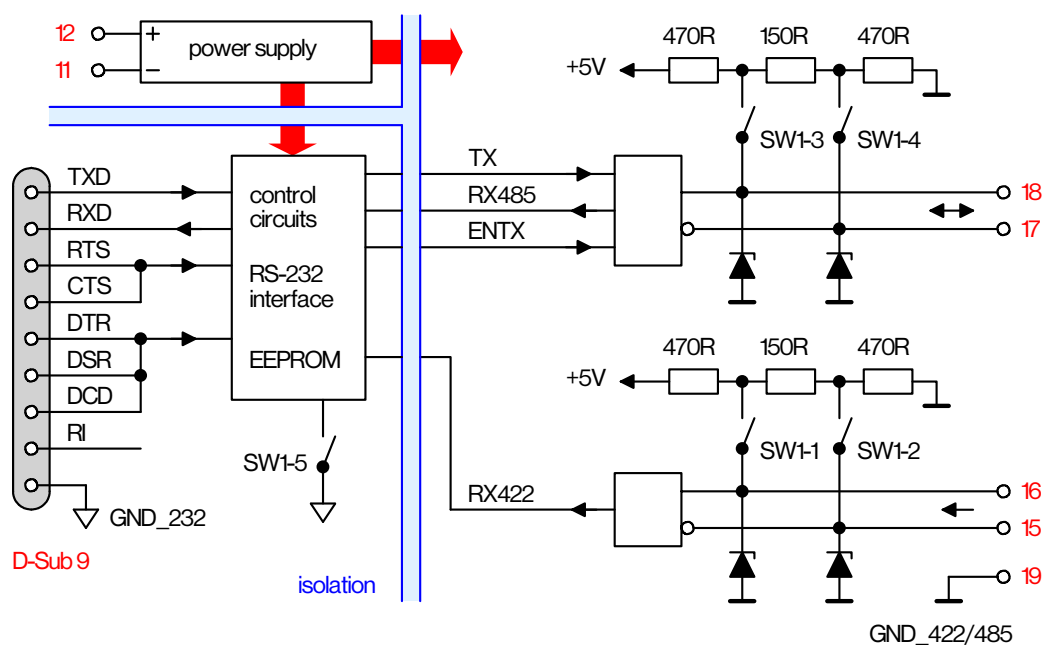 12
11
+
−
power supply
470R
150R
470R
+5V
SW1-3
SW1-4
TXD
RXD
RTS
CTS
DTR
DSR
DCD
RI
control
circuits
RS-232
interface
EEPROM
TX
RX485
ENTX
18
17
470R
150R
470R
+5V
SW1-1
SW1-2
SW1-5
RX422
16
15
19
GND_232
D-Sub 9
isolation
GND_422/485